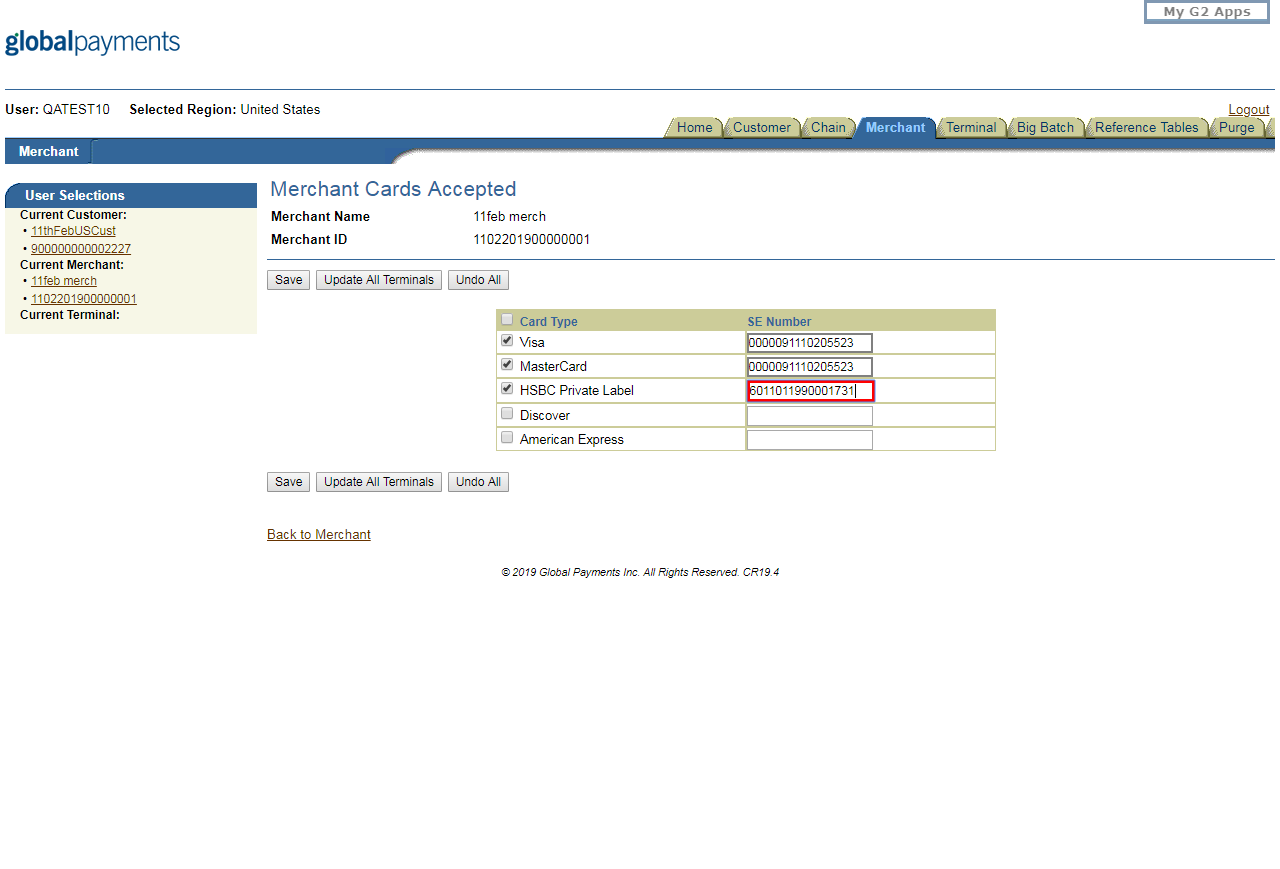 My G2 Apps
globalpayments
User: QATEST10 Selected Region: United States
Logout
Home Customer Chain Merchant Terminal Big Batch Reference Tables Purge
Merchant
User Selections
Current Customer:
• 11thFebUSCust
• 900000000002227
Current Merchant:
• 11feb merch
• 1102201900000001
Current Terminal:
Merchant Cards Accepted
Merchant Name 11feb merch
Merchant ID 1102201900000001
Save Update All Terminals Undo All
Card Type SE Number
Visa 0000091110205523
MasterCard 0000091110205523
HSBC Private Label 6011011990001731
Discover
American Express
Save Update All Terminals Undo All
Back to Merchant
© 2019 Global Payments Inc. All Rights Reserved. CR19.4